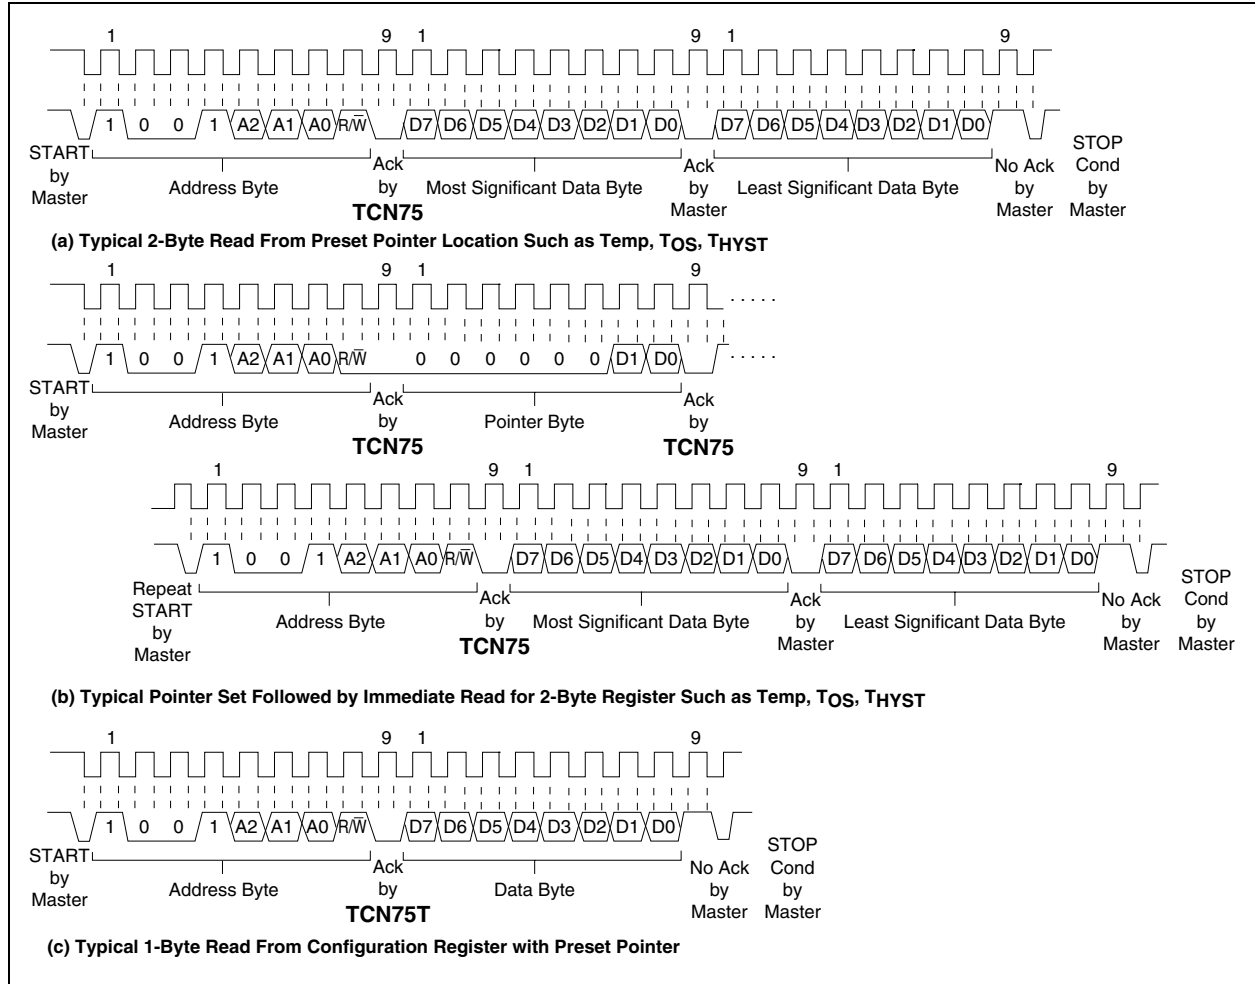 1 9 1 9 1 9
1 0 0 1 A2 A1 A0 R/W̅ D7 D6 D5 D4 D3 D2 D1 D0 D7 D6 D5 D4 D3 D2 D1 D0
START
by
Master
Address Byte
Ack
by
TCN75
Most Significant Data Byte
Ack
by
Master
Least Significant Data Byte
No Ack
by
Master
STOP
Cond
by
Master
(a) Typical 2-Byte Read From Preset Pointer Location Such as Temp, TOS, THYST
1 9 1 9
. . . . .
1 0 0 1 A2 A1 A0 R/W̅ 0 0 0 0 0 0 D1 D0
. . . . .
START
by
Master
Address Byte
Ack
by
TCN75
Pointer Byte
Ack
by
TCN75
1 9 1 9 1 9
1 0 0 1 A2 A1 A0 R/W̅ D7 D6 D5 D4 D3 D2 D1 D0 D7 D6 D5 D4 D3 D2 D1 D0
Repeat
START
by
Master
Address Byte
Ack
by
TCN75
Most Significant Data Byte
Ack
by
Master
Least Significant Data Byte
No Ack
by
Master
STOP
Cond
by
Master
(b) Typical Pointer Set Followed by Immediate Read for 2-Byte Register Such as Temp, TOS, THYST
1 9 1 9
1 0 0 1 A2 A1 A0 R/W̅ D7 D6 D5 D4 D3 D2 D1 D0
START
by
Master
Address Byte
Ack
by
TCN75T
Data Byte
No Ack
by
Master
STOP
Cond
by
Master
(c) Typical 1-Byte Read From Configuration Register with Preset Pointer